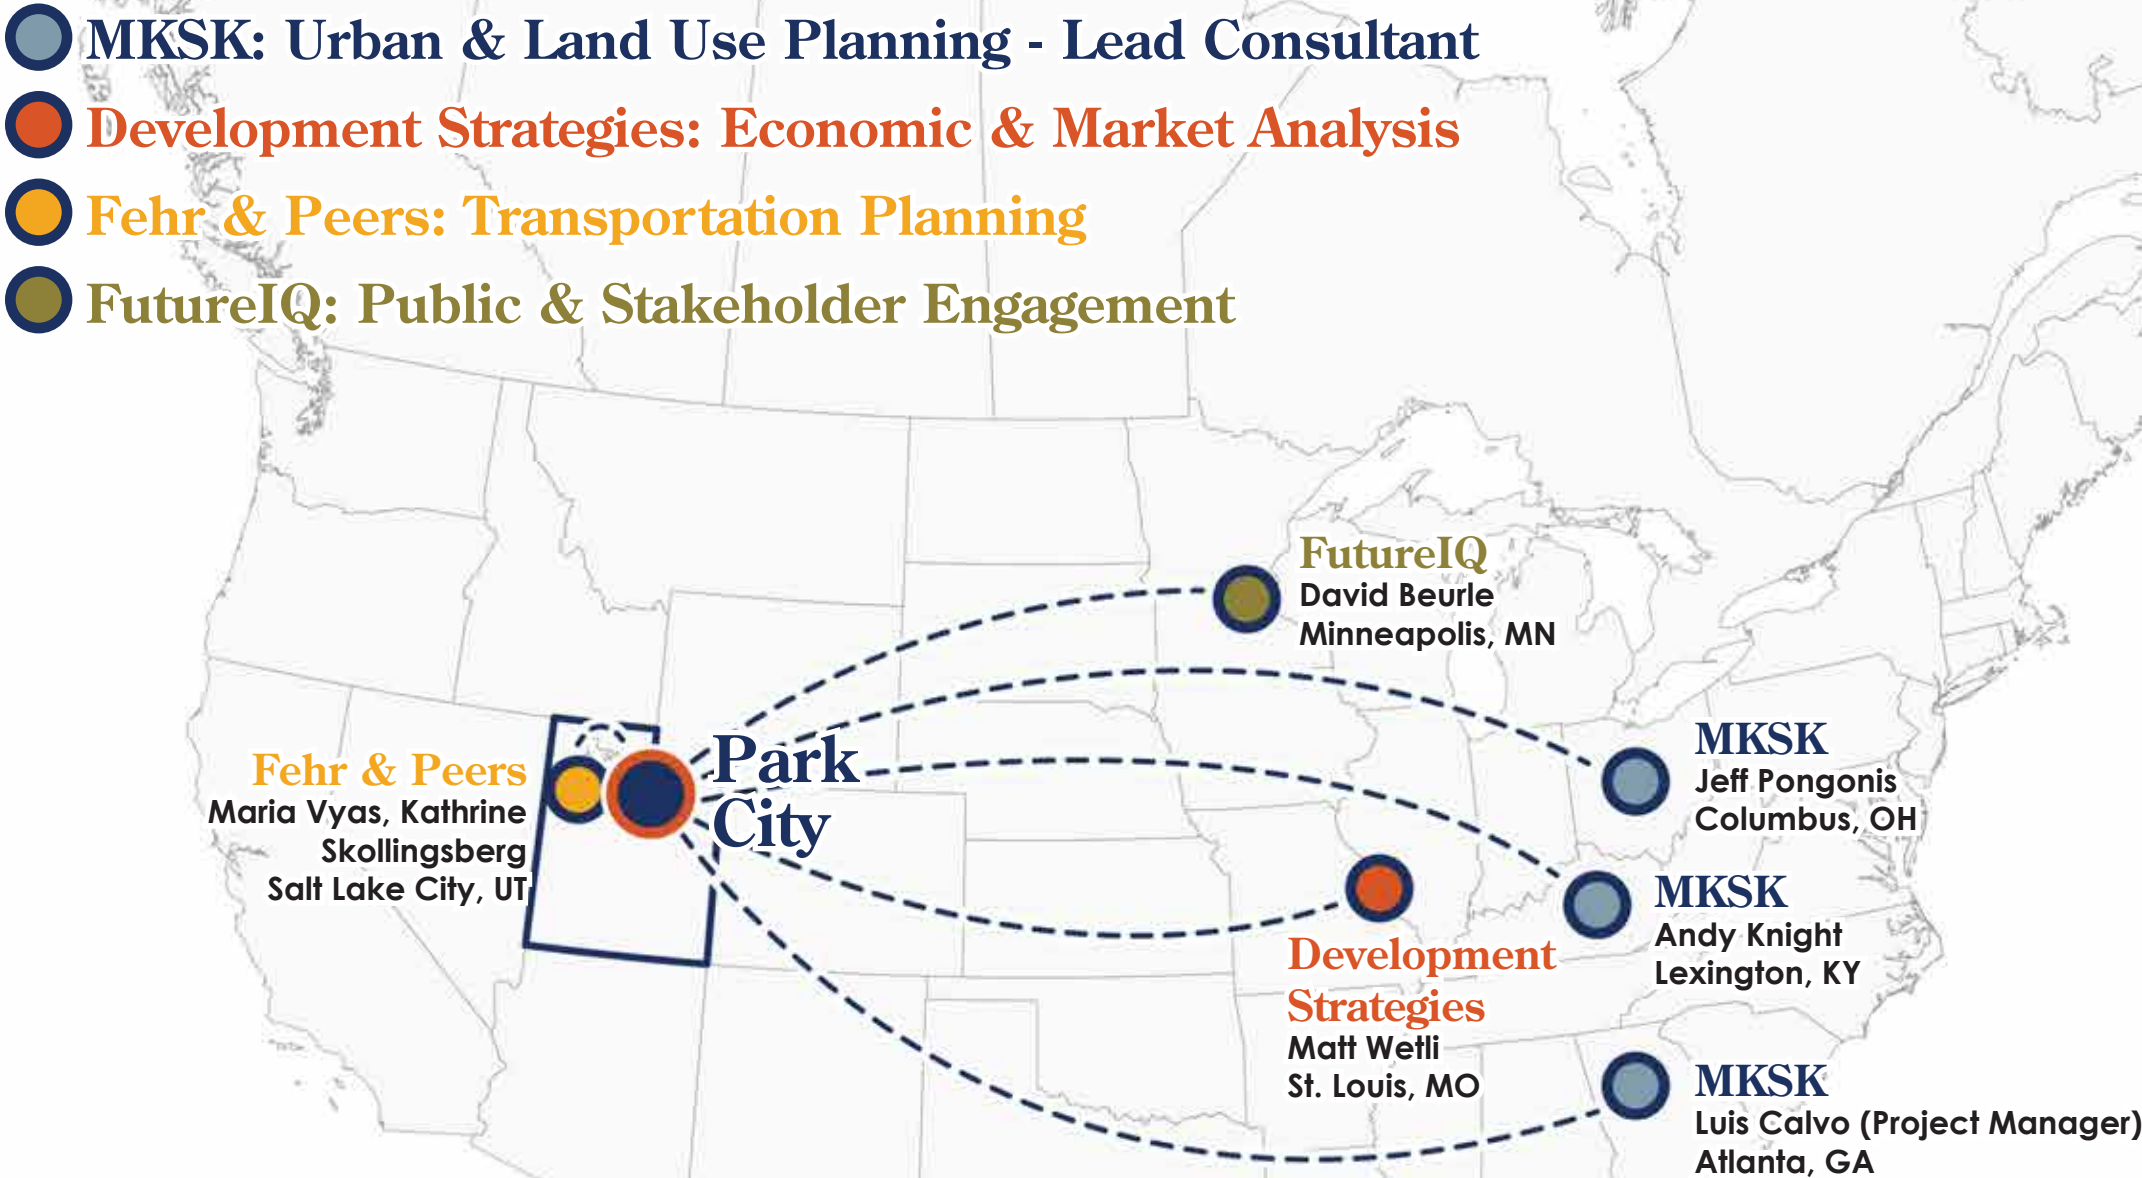 MKSK: Urban & Land Use Planning - Lead Consultant
Development Strategies: Economic & Market Analysis
Fehr & Peers: Transportation Planning
FutureIQ: Public & Stakeholder Engagement
FutureIQ
David Beurle
Minneapolis, MN
MKSK
Jeff Pongonis
Columbus, OH
Park
City
Fehr & Peers
Maria Vyas, Kathrine
Skollingsberg
Salt Lake City, UT
MKSK
Andy Knight
Lexington, KY
Development
Strategies
Matt Wetli
St. Louis, MO
MKSK
Luis Calvo (Project Manager)
Atlanta, GA